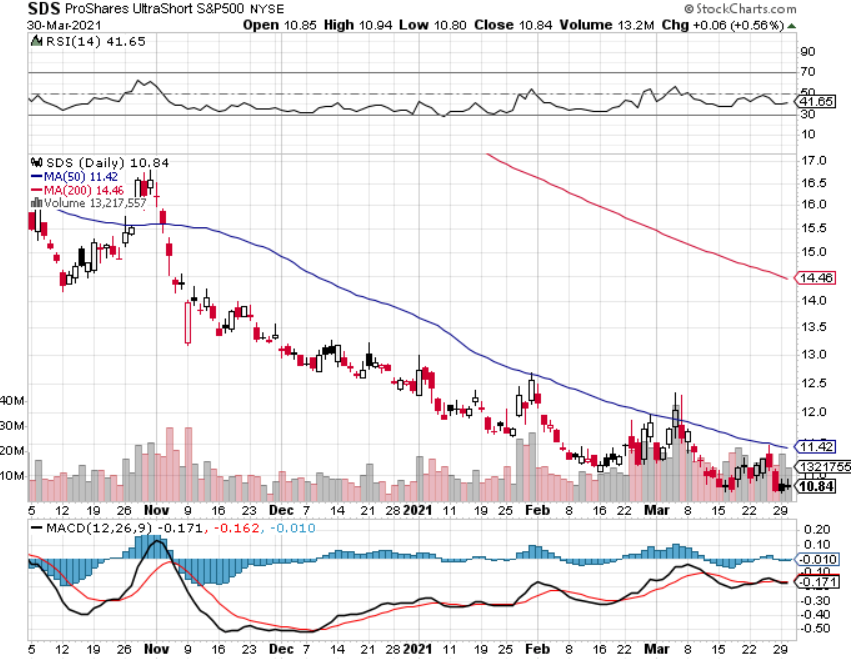 SDS ProShares UltraShort S&P500 NYSE © StockCharts.com
30-Mar-2021 Open 10.85 High 10.94 Low 10.80 Close 10.84 Volume 13.2M Chg +0.06 (+0.56%)
RSI(14) 41.65
90
70
50
41.65
30
10
SDS (Daily) 10.84
MA(50) 11.42
MA(200) 14.46
Volume 13,217,557
17.0
16.5
16.0
15.5
15.0
14.46
14.0
13.5
13.0
12.5
12.0
11.42
1321755
10.84
40M
30M
20M
10M
5 12 19 26 Nov 9 16 23 Dec 7 14 21 28 2021 11 19 25 Feb 8 16 22 Mar 8 15 22 29
MACD(12,26,9) -0.171, -0.162, -0.010
0.20
0.10
-0.010
-0.10
-0.171
-0.30
-0.40
-0.50
5 12 19 26 Nov 9 16 23 Dec 7 14 21 28 2021 11 19 25 Feb 8 16 22 Mar 8 15 22 29